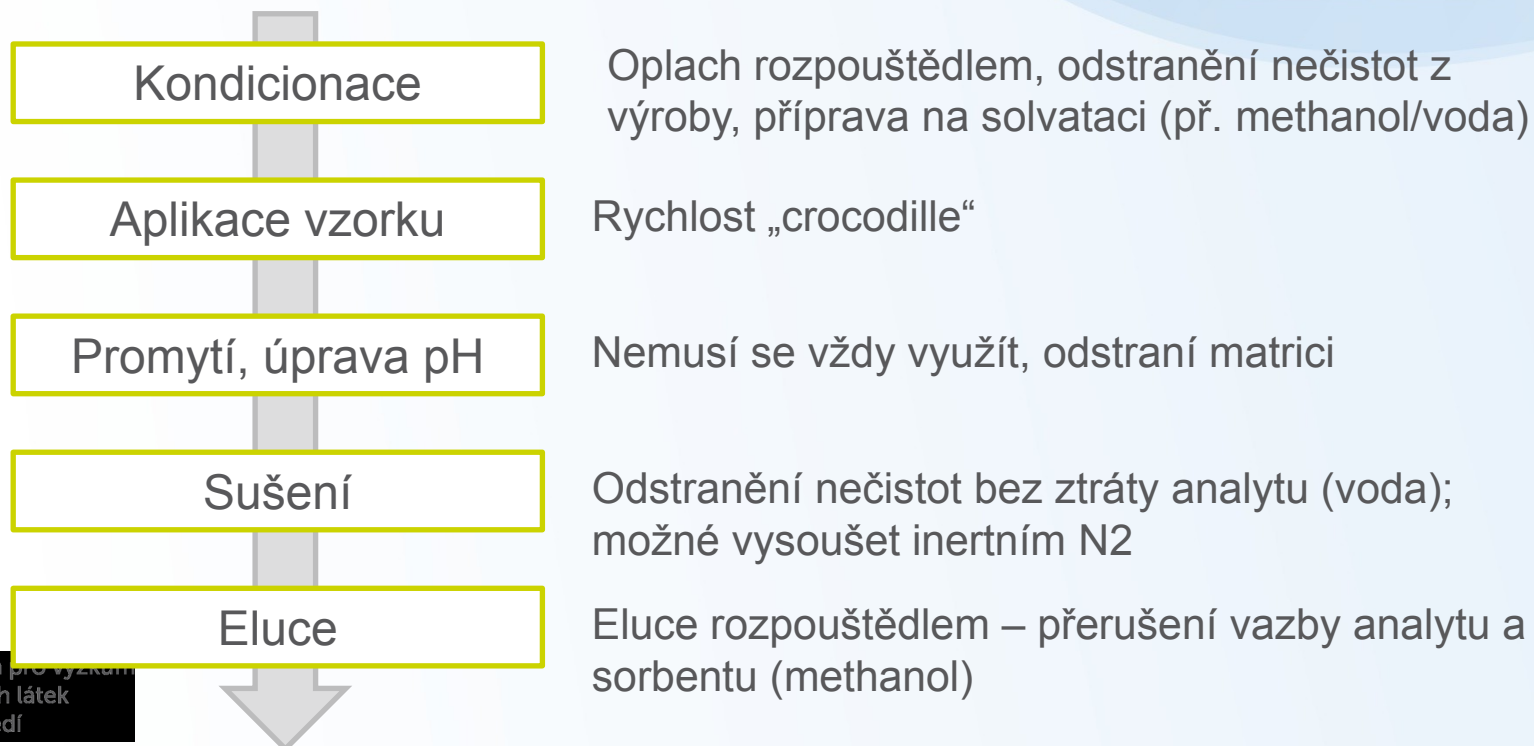 Kondicionace
Oplach rozpouštědlem, odstranění nečistot z
výroby, příprava na solvataci (př. methanol/voda)
Aplikace vzorku
Rychlost „crocodille“
Promytí, úprava pH
Nemusí se vždy využít, odstraní matrici
Sušení
Odstranění nečistot bez ztráty analytu (voda);
možné vysoušet inertním N2
Eluce
Eluce rozpouštědlem – přerušení vazby analytu a
sorbentu (methanol)
pro výzkum
látek